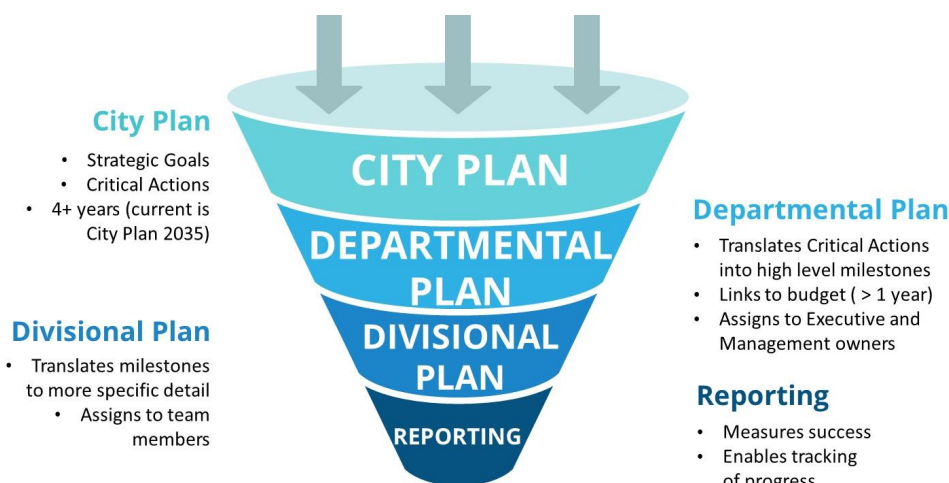 City Plan
• Strategic Goals
• Critical Actions
• 4+ years (current is
City Plan 2035)
CITY PLAN
Departmental Plan
• Translates Critical Actions
into high level milestones
• Links to budget ( > 1 year)
• Assigns to Executive and
Management owners
DEPARTMENTAL
PLAN
Divisional Plan
• Translates milestones
to more specific detail
• Assigns to team
members
DIVISIONAL
PLAN
Reporting
• Measures success
• Enables tracking
of progress
REPORTING